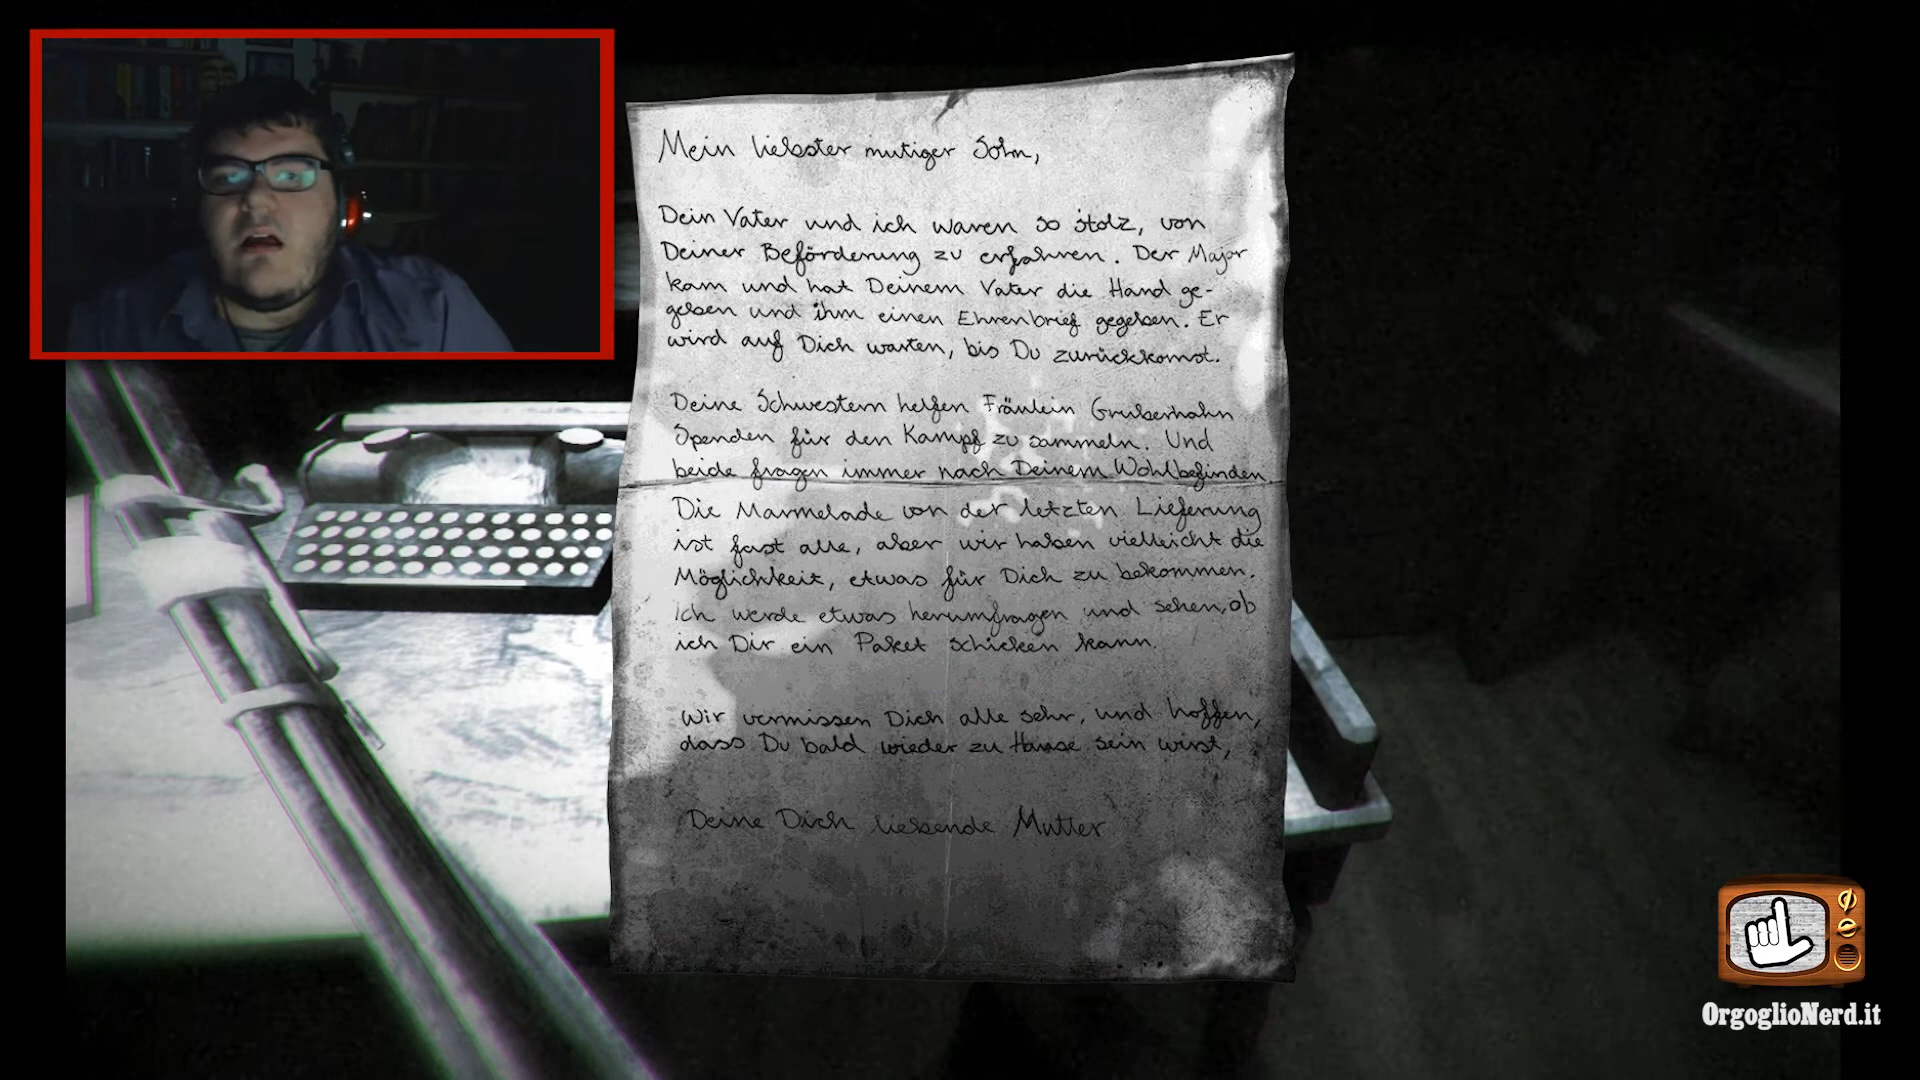 Mein liebster mutiger Sohn,
Dein Vater und ich waren so stolz, von
Deiner Beförderung zu erfahren. Der Major
kam und hat Deinem Vater die Hand ge-
geben und ihm einen Ehrenbrief gegeben. Er
wird auf Dich warten, bis Du zurückkomst.
Deine Schwestern helfen Fräulein Gruberhahn
Spenden für den Kampf zu sammeln. Und
beide fragen immer nach Deinem Wohlbefinden.
Die Marmelade von der letzten Lieferung
ist fast alle, aber wir haben vielleicht die
Möglichkeit, etwas für Dich zu bekommen.
Ich werde etwas herumfragen und sehen, ob
ich Dir ein Paket schicken kann.
Wir vermissen Dich alle sehr, und hoffen,
dass Du bald wieder zu Hause sein wirst,
Deine Dich liebende Mutter
OrgoglioNerd.it